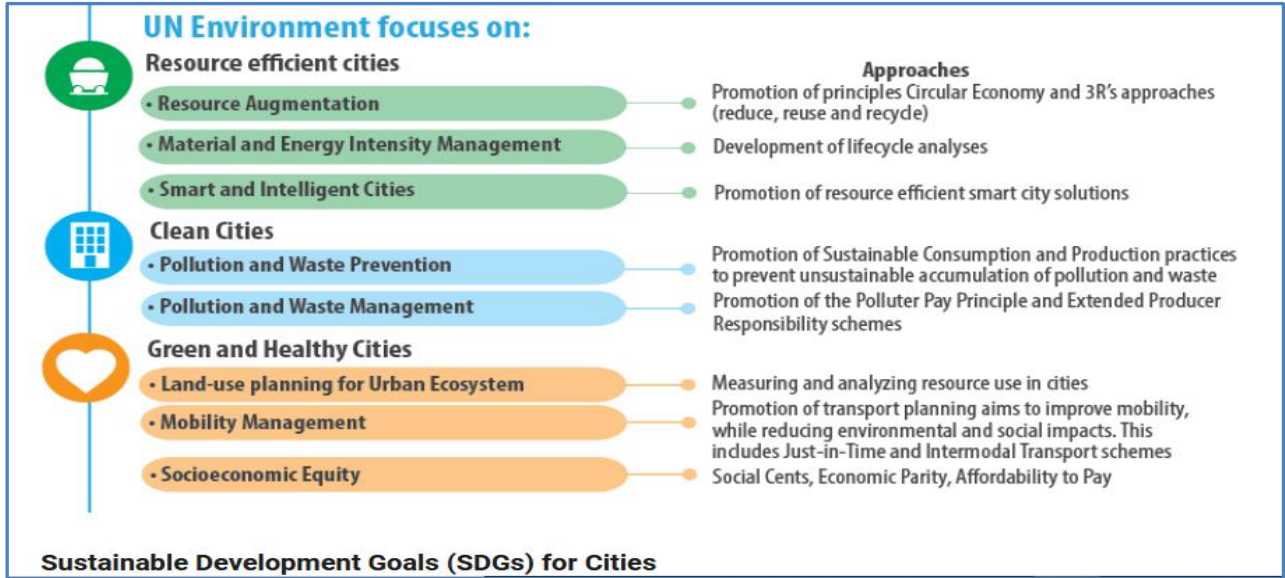 UN Environment focuses on:
Resource efficient cities
Approaches
• Resource Augmentation
Promotion of principles Circular Economy and 3R's approaches
(reduce, reuse and recycle)
• Material and Energy Intensity Management
Development of lifecycle analyses
• Smart and Intelligent Cities
Promotion of resource efficient smart city solutions
Clean Cities
• Pollution and Waste Prevention
Promotion of Sustainable Consumption and Production practices
to prevent unsustainable accumulation of pollution and waste
• Pollution and Waste Management
Promotion of the Polluter Pay Principle and Extended Producer
Responsibility schemes
Green and Healthy Cities
• Land-use planning for Urban Ecosystem
Measuring and analyzing resource use in cities
• Mobility Management
Promotion of transport planning aims to improve mobility,
while reducing environmental and social impacts. This
includes Just-in-Time and Intermodal Transport schemes
• Socioeconomic Equity
Social Cents, Economic Parity, Affordability to Pay
Sustainable Development Goals (SDGs) for Cities